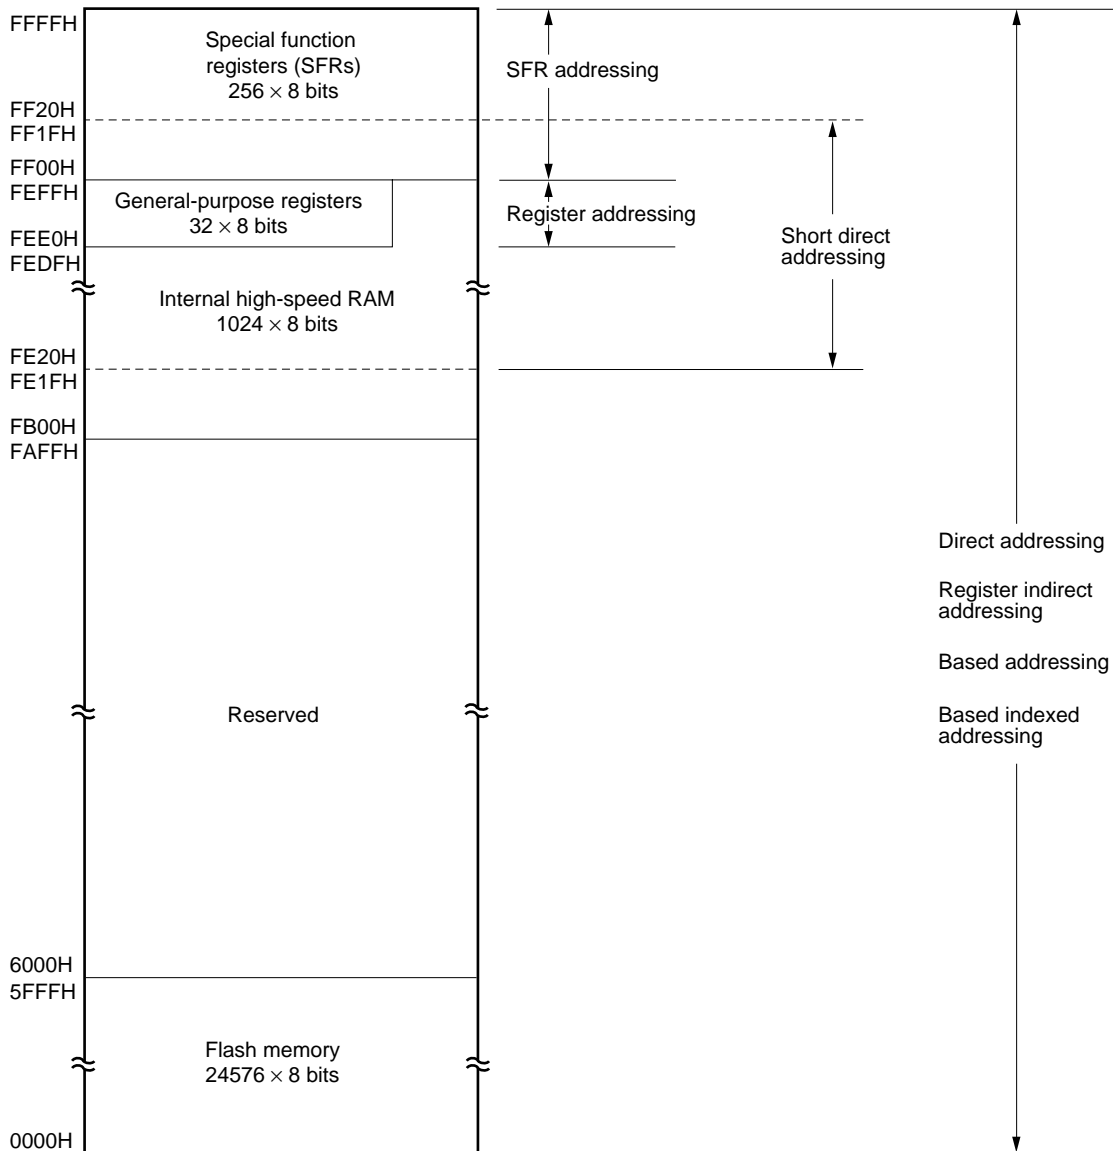 FFFFH
Special function
registers (SFRs)
256 × 8 bits
SFR addressing
FF20H
FF1FH
FF00H
FEFFH
General-purpose registers
32 × 8 bits
Register addressing
FEE0H
FEDFH
Short direct
addressing
Internal high-speed RAM
1024 × 8 bits
FE20H
FE1FH
FB00H
FAFFH
Direct addressing
Register indirect
addressing
Based addressing
Based indexed
addressing
Reserved
6000H
5FFFH
Flash memory
24576 × 8 bits
0000H